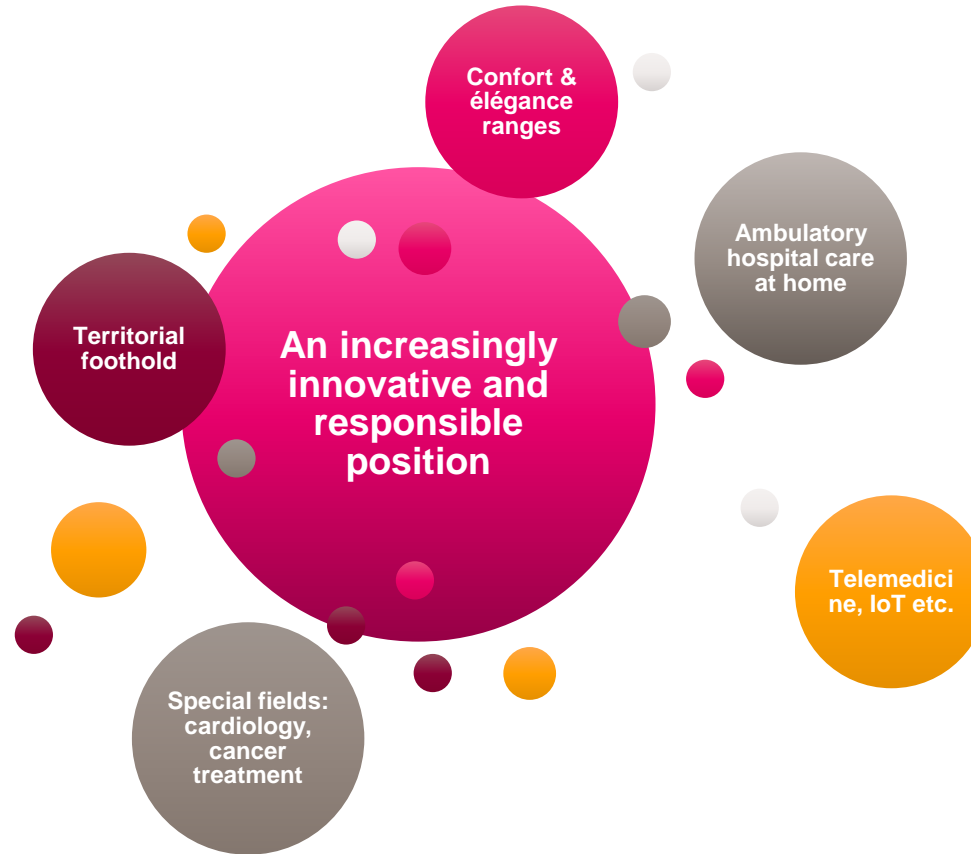 Confort &
élégance
ranges
Ambulatory
hospital care
at home
Territorial
foothold
An increasingly
innovative and
responsible
position
Telemedici
ne, IoT etc.
Special fields:
cardiology,
cancer
treatment